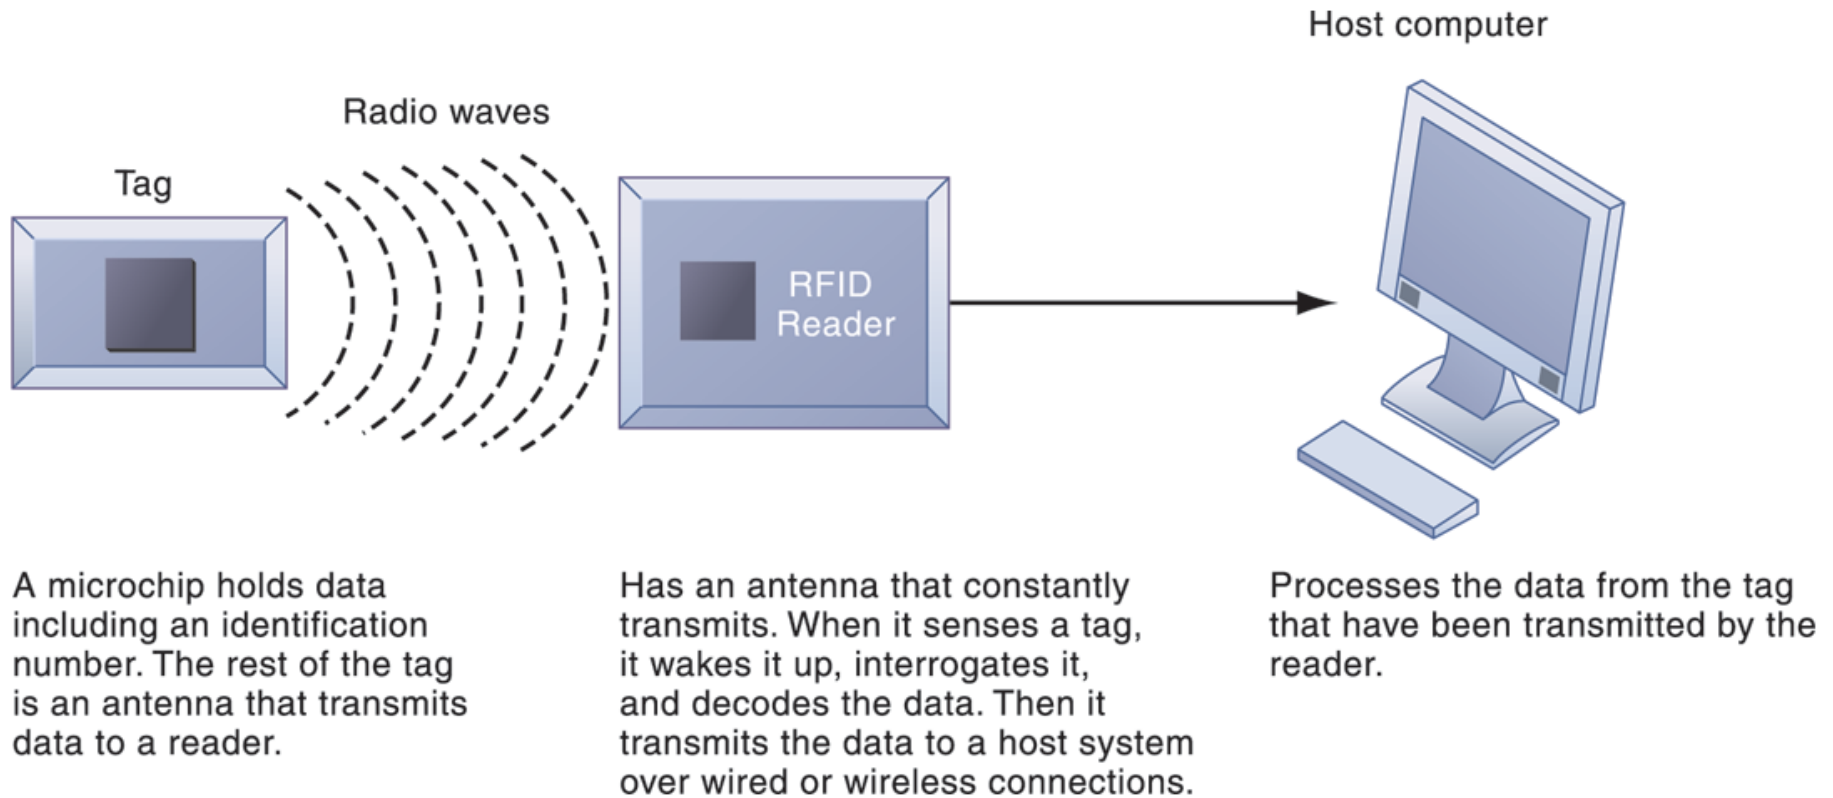 Host computer
Radio waves
Tag
RFID
Reader
A microchip holds data
including an identification
number. The rest of the tag
is an antenna that transmits
data to a reader.
Has an antenna that constantly
transmits. When it senses a tag,
it wakes it up, interrogates it,
and decodes the data. Then it
transmits the data to a host system
over wired or wireless connections.
Processes the data from the tag
that have been transmitted by the
reader.